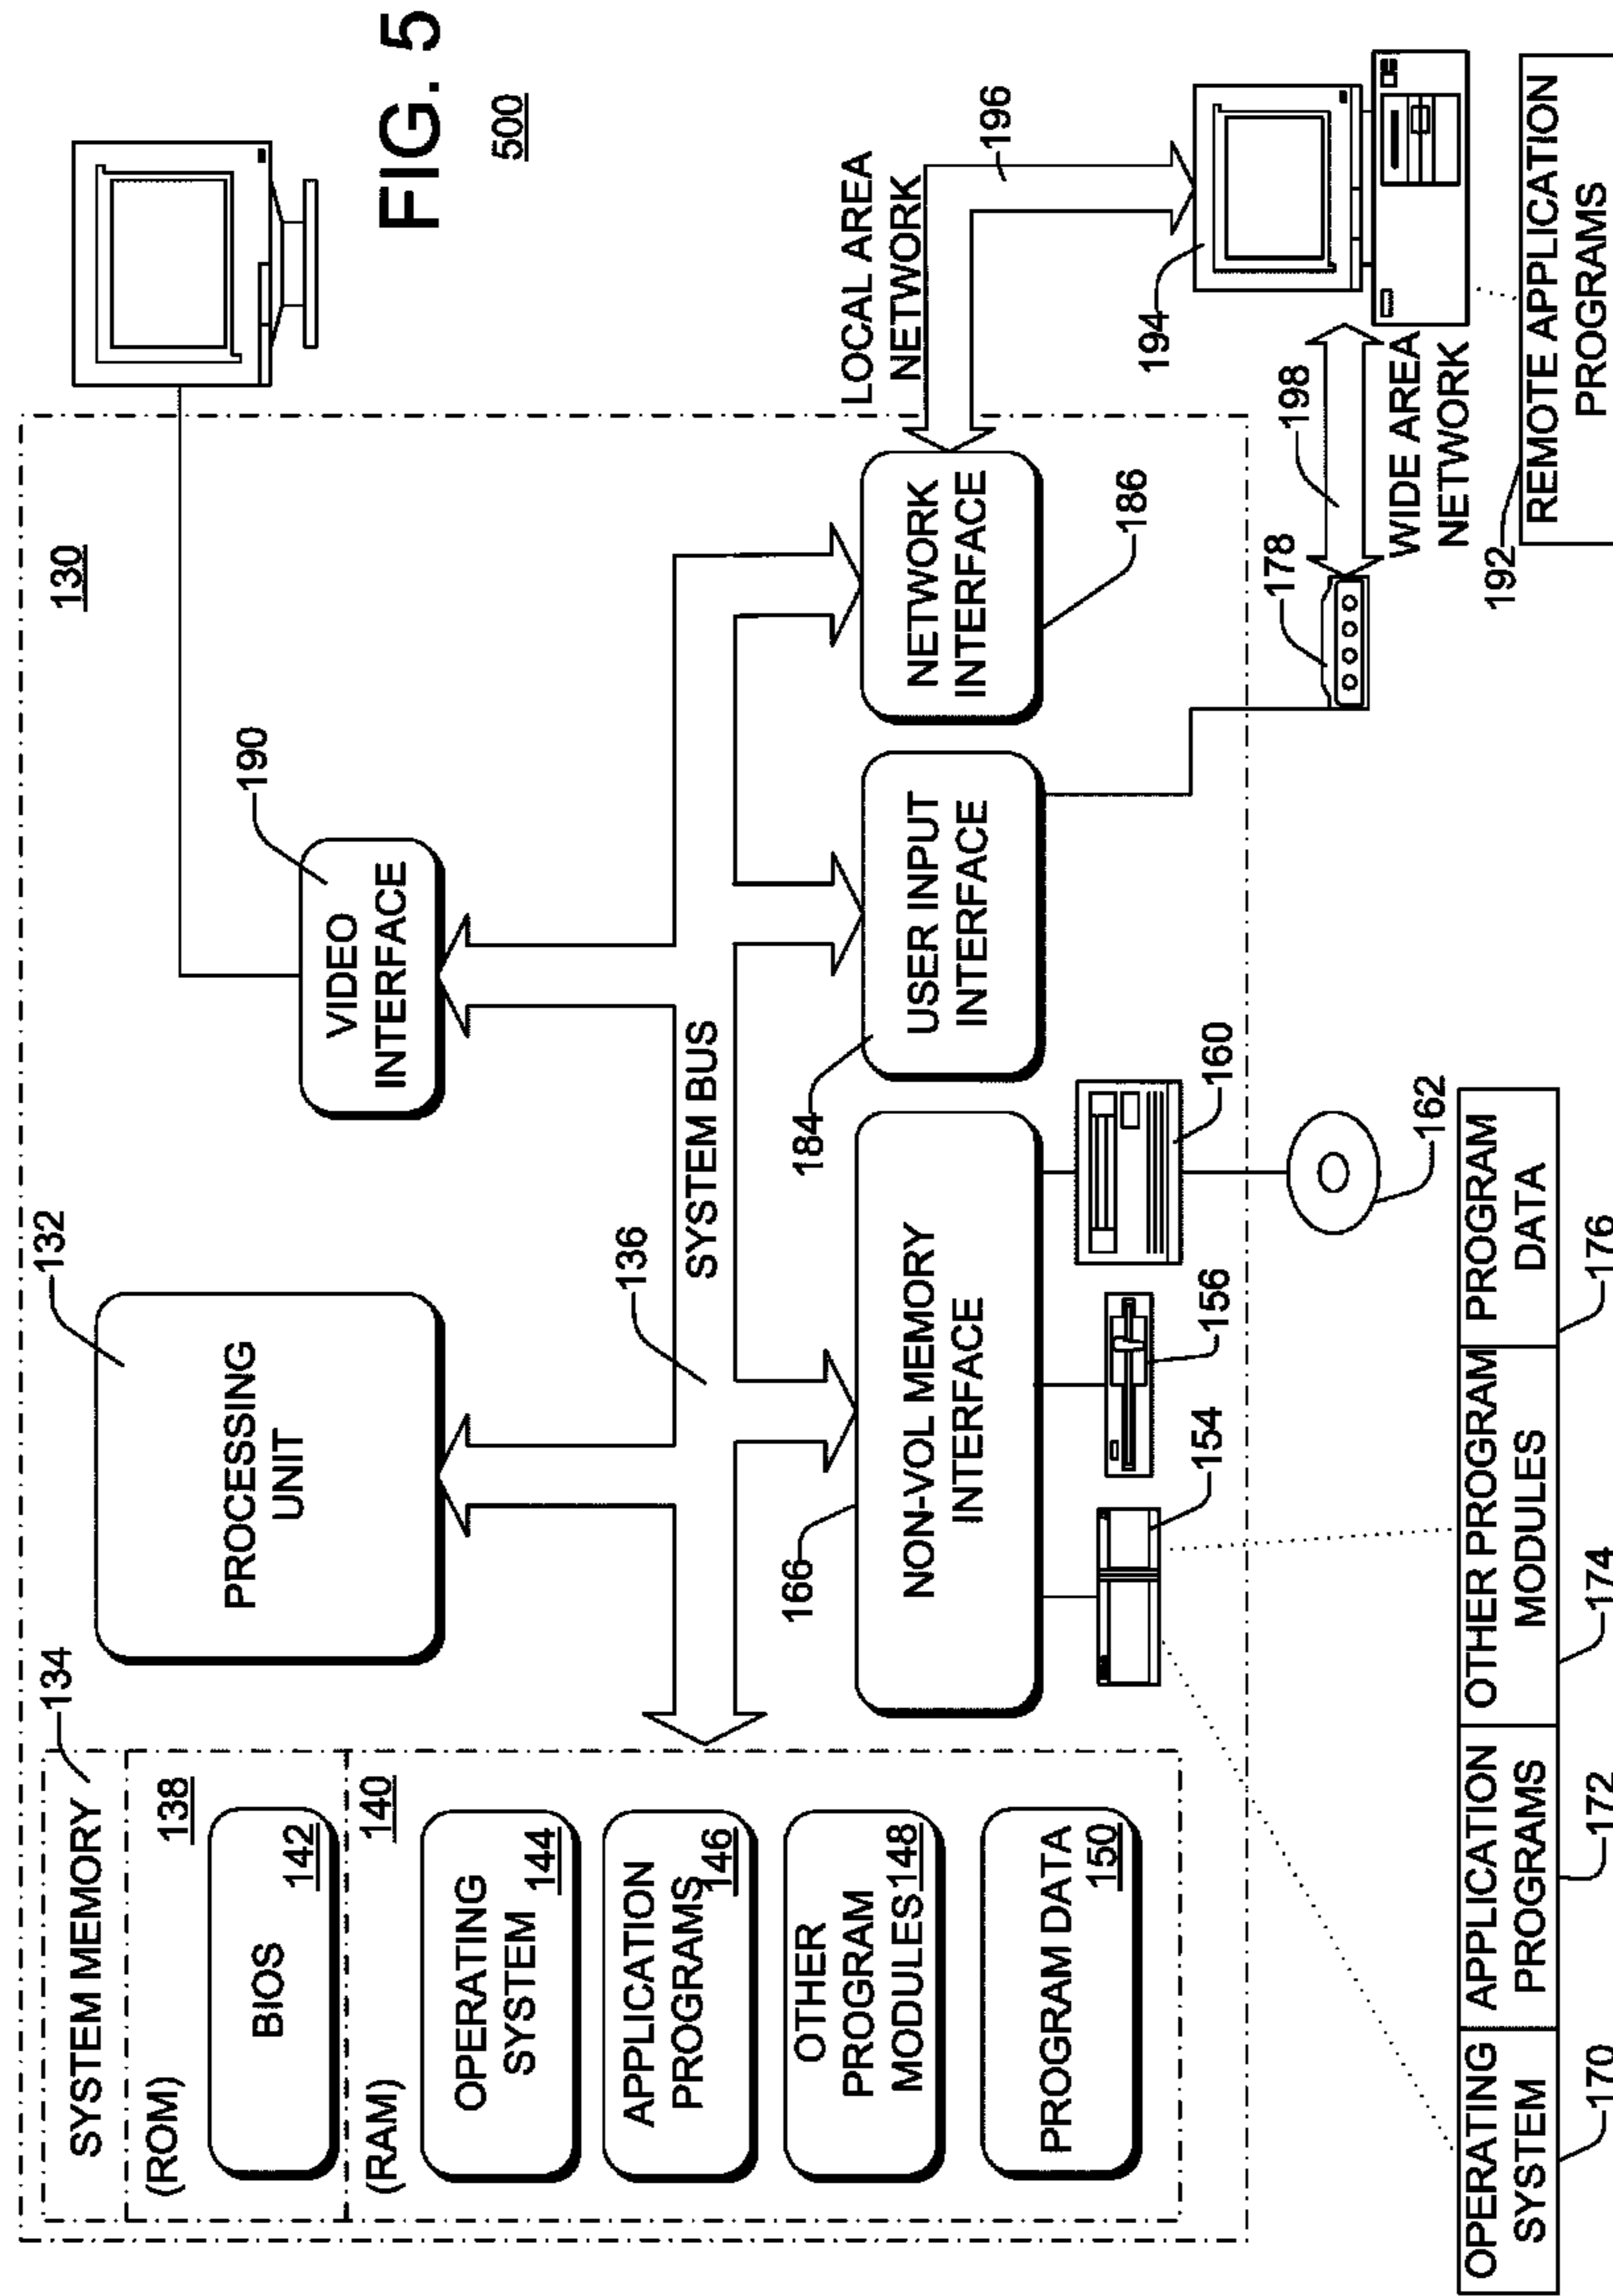 FIG. 5
500
130
SYSTEM MEMORY
134
(ROM)
138
BIOS
142
(RAM)
140
OPERATING
SYSTEM
144
APPLICATION
PROGRAMS
146
OTHER
PROGRAM
MODULES
148
PROGRAM DATA
150
PROCESSING
UNIT
132
136
SYSTEM BUS
VIDEO
INTERFACE
190
166
NON-VOL MEMORY
INTERFACE
184
USER INPUT
INTERFACE
NETWORK
INTERFACE
186
LOCAL AREA
NETWORK
196
194
154
156
160
162
178
198
WIDE AREA
NETWORK
OPERATING
SYSTEM
170
APPLICATION
PROGRAMS
172
OTHER PROGRAM
MODULES
174
PROGRAM
DATA
176
192
REMOTE APPLICATION
PROGRAMS